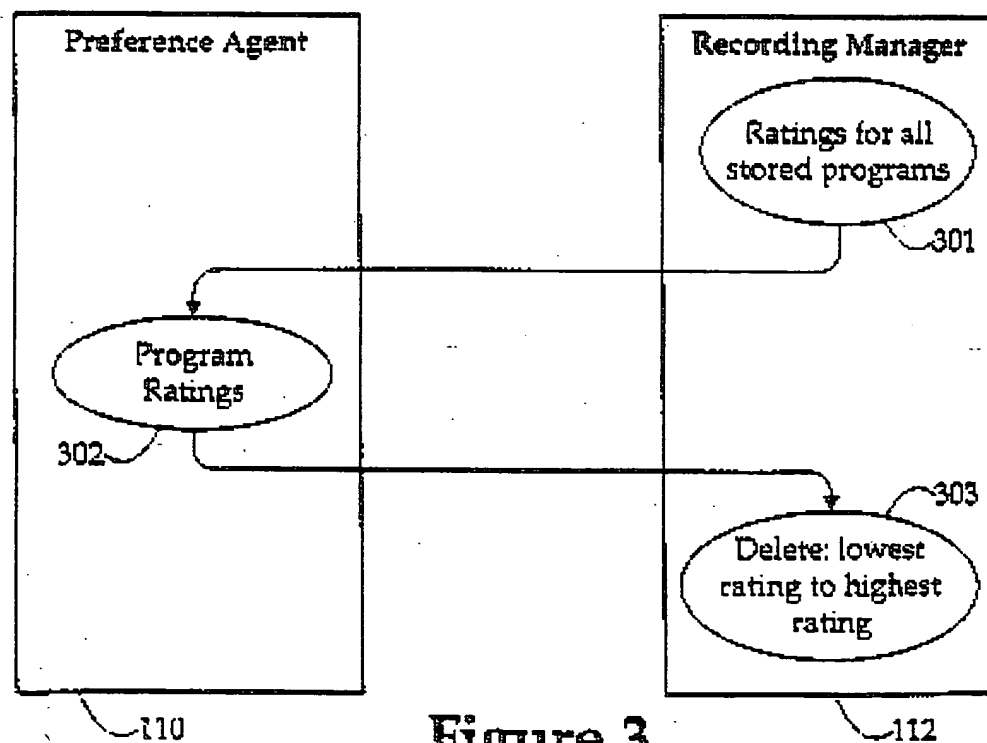 Preference Agent
Recording Manager
Ratings for all
stored programs
301
Program
Ratings
302
303
Delete: lowest
rating to highest
rating
110
Figure 3
112